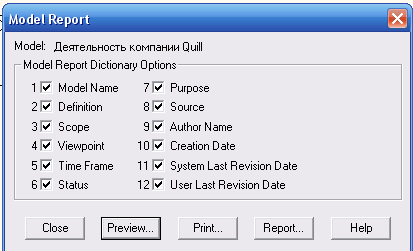 Model Report
Model: Деятельность компании Quill
Model Report Dictionary Options
1 Model Name 7 Purpose
2 Definition 8 Source
3 Scope 9 Author Name
4 Viewpoint 10 Creation Date
5 Time Frame 11 System Last Revision Date
6 Status 12 User Last Revision Date
Close Preview... Print... Report... Help